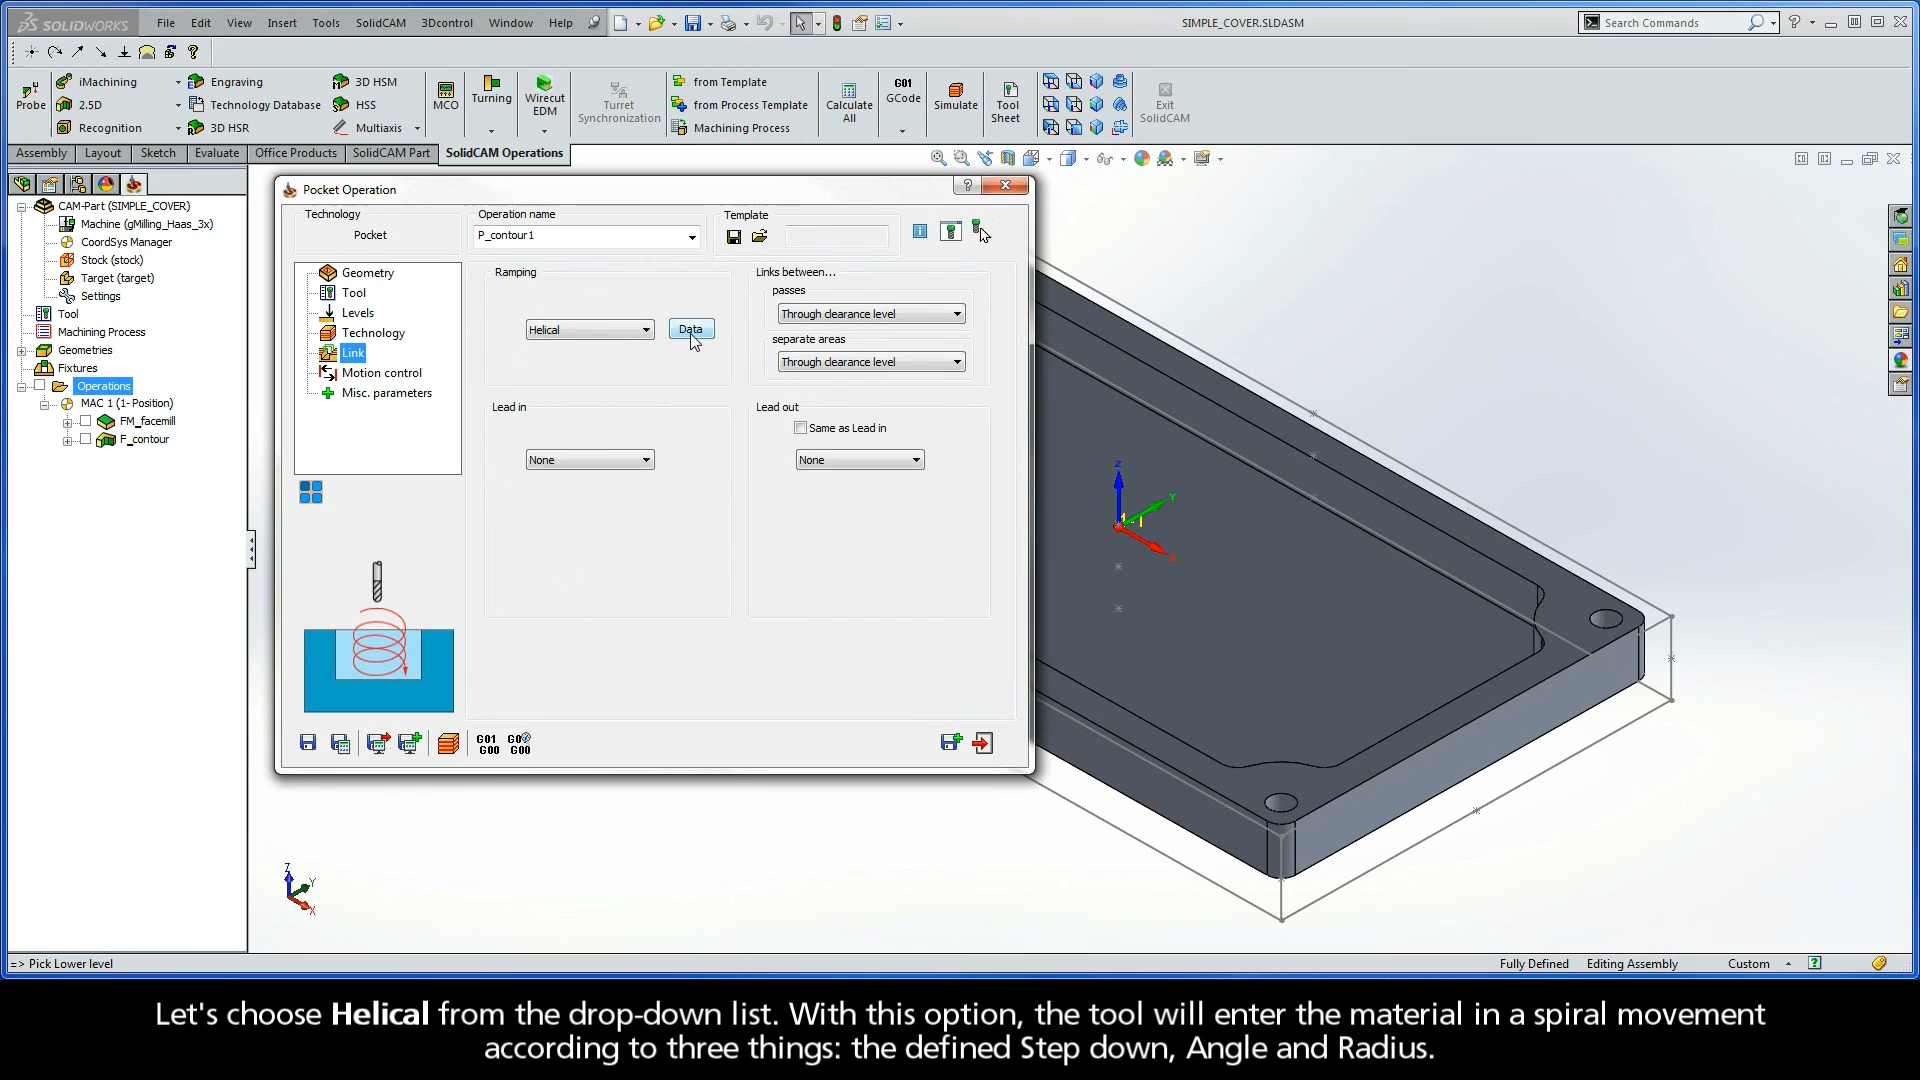 SOLIDWORKS
File
Edit
View
Insert
Tools
SolidCAM
3Dcontrol
Window
Help
SIMPLE_COVER.SLDASM
Search Commands
Probe
iMachining
2.5D
Recognition
Engraving
Technology Database
3D HSR
3D HSM
HSS
Multiaxis
MCO
Turning
Wirecut
EDM
Turret
Synchronization
from Template
from Process Template
Machining Process
Calculate
All
G01
GCode
Simulate
Tool
Sheet
Exit
SolidCAM
Assembly
Layout
Sketch
Evaluate
Office Products
SolidCAM Part
SolidCAM Operations
CAM-Part (SIMPLE_COVER)
Machine (gMilling_Haas_3x)
CoordSys Manager
Stock (stock)
Target (target)
Settings
Tool
Machining Process
Geometries
Fixtures
Operations
MAC 1 (1- Position)
FM_facemill
F_contour
Pocket Operation
Technology
Pocket
Operation name
P_contour1
Template
Geometry
Tool
Levels
Technology
Link
Motion control
Misc. parameters
Ramping
Helical
Data
Links between...
passes
Through clearance level
separate areas
Through clearance level
Lead in
None
Lead out
Same as Lead in
None
G01
G00
G0
G00
Z
Y
X
Z
Y
X
=> Pick Lower level
Fully Defined
Editing Assembly
Custom
Let's choose Helical from the drop-down list. With this option, the tool will enter the material in a spiral movement
according to three things: the defined Step down, Angle and Radius.